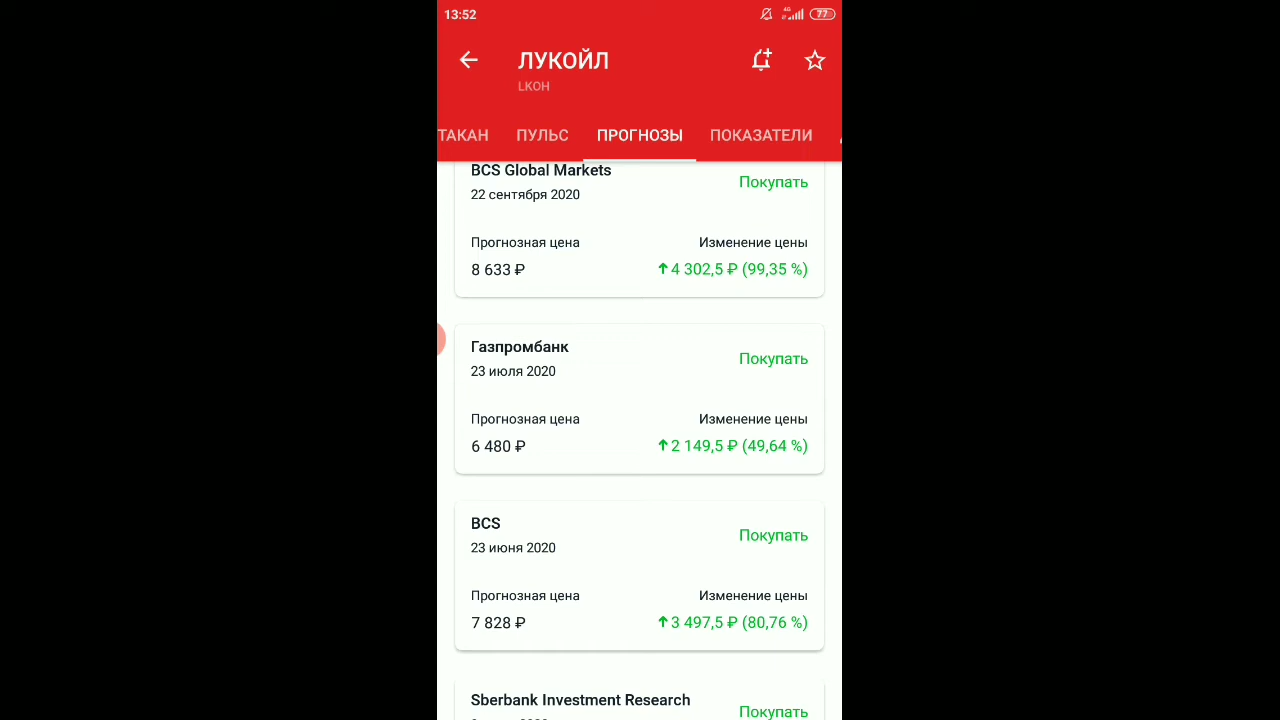 13:52
4G
77
ЛУКОЙЛ
LKOH
ТАКАН ПУЛЬС ПРОГНОЗЫ ПОКАЗАТЕЛИ
BCS Global Markets
Покупать
22 сентября 2020
Прогнозная цена Изменение цены
8 633 ₽ 4 302,5 ₽ (99,35 %)
Газпромбанк
Покупать
23 июля 2020
Прогнозная цена Изменение цены
6 480 ₽ 2 149,5 ₽ (49,64 %)
BCS
Покупать
23 июня 2020
Прогнозная цена Изменение цены
7 828 ₽ 3 497,5 ₽ (80,76 %)
Sberbank Investment Research
Покупать